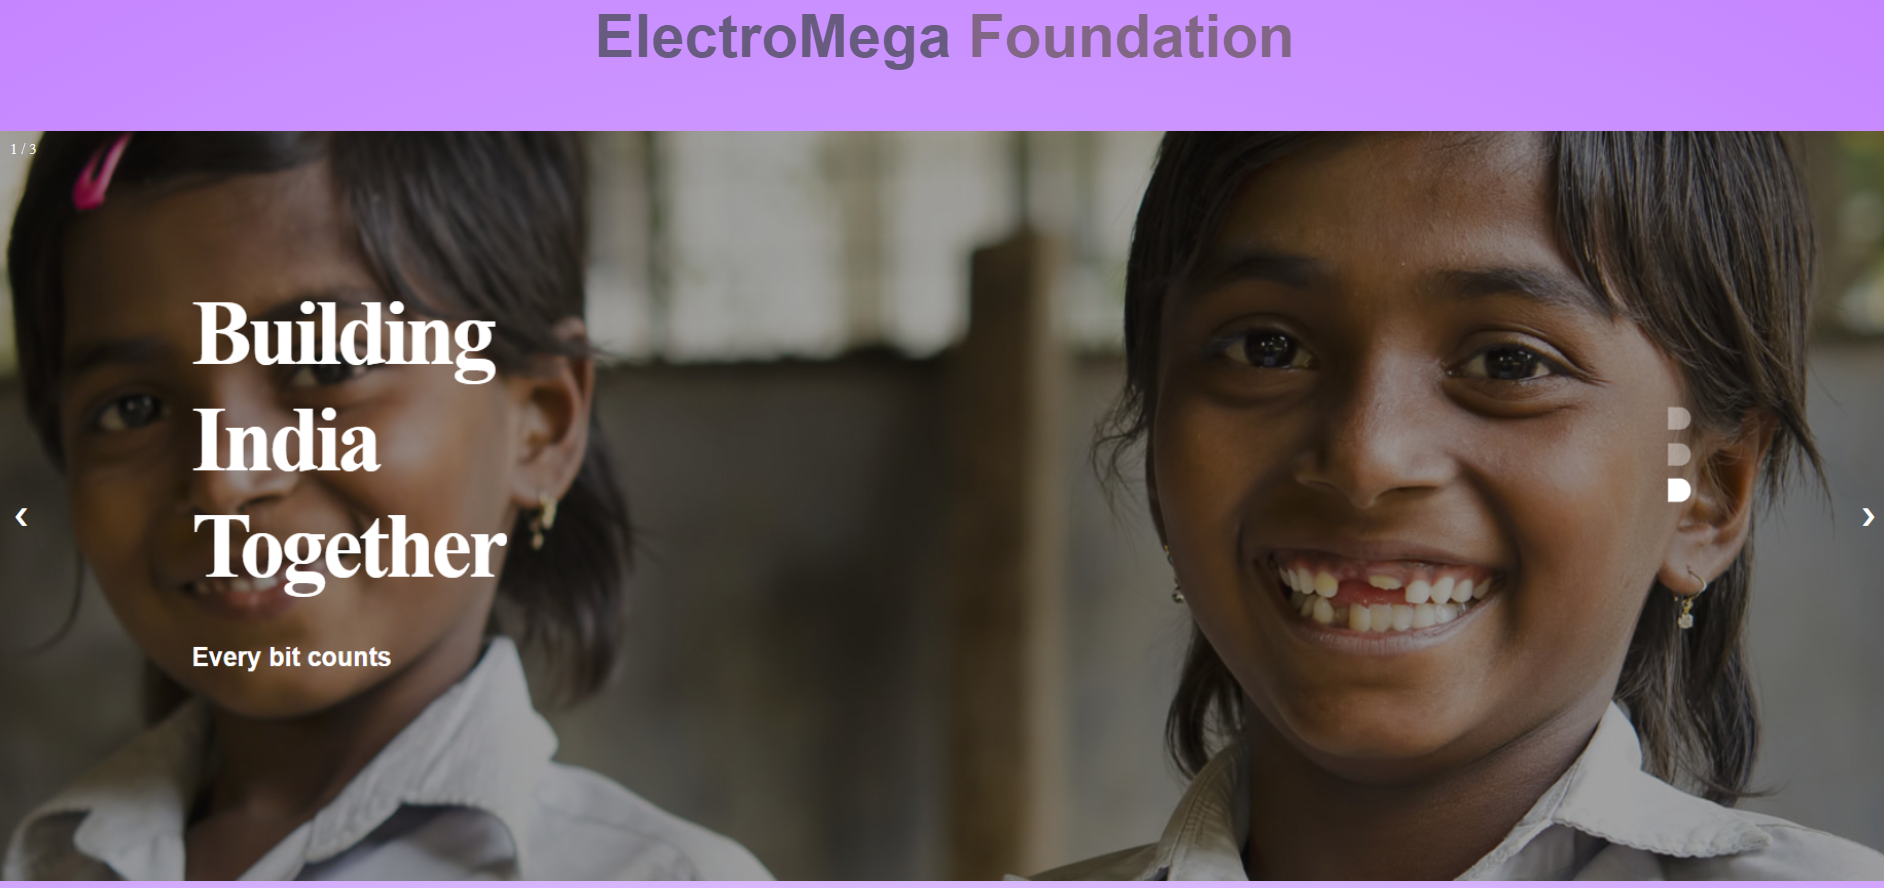 ElectroMega Foundation
1 / 3
Building
India
Together
Every bit counts
❮ ❯